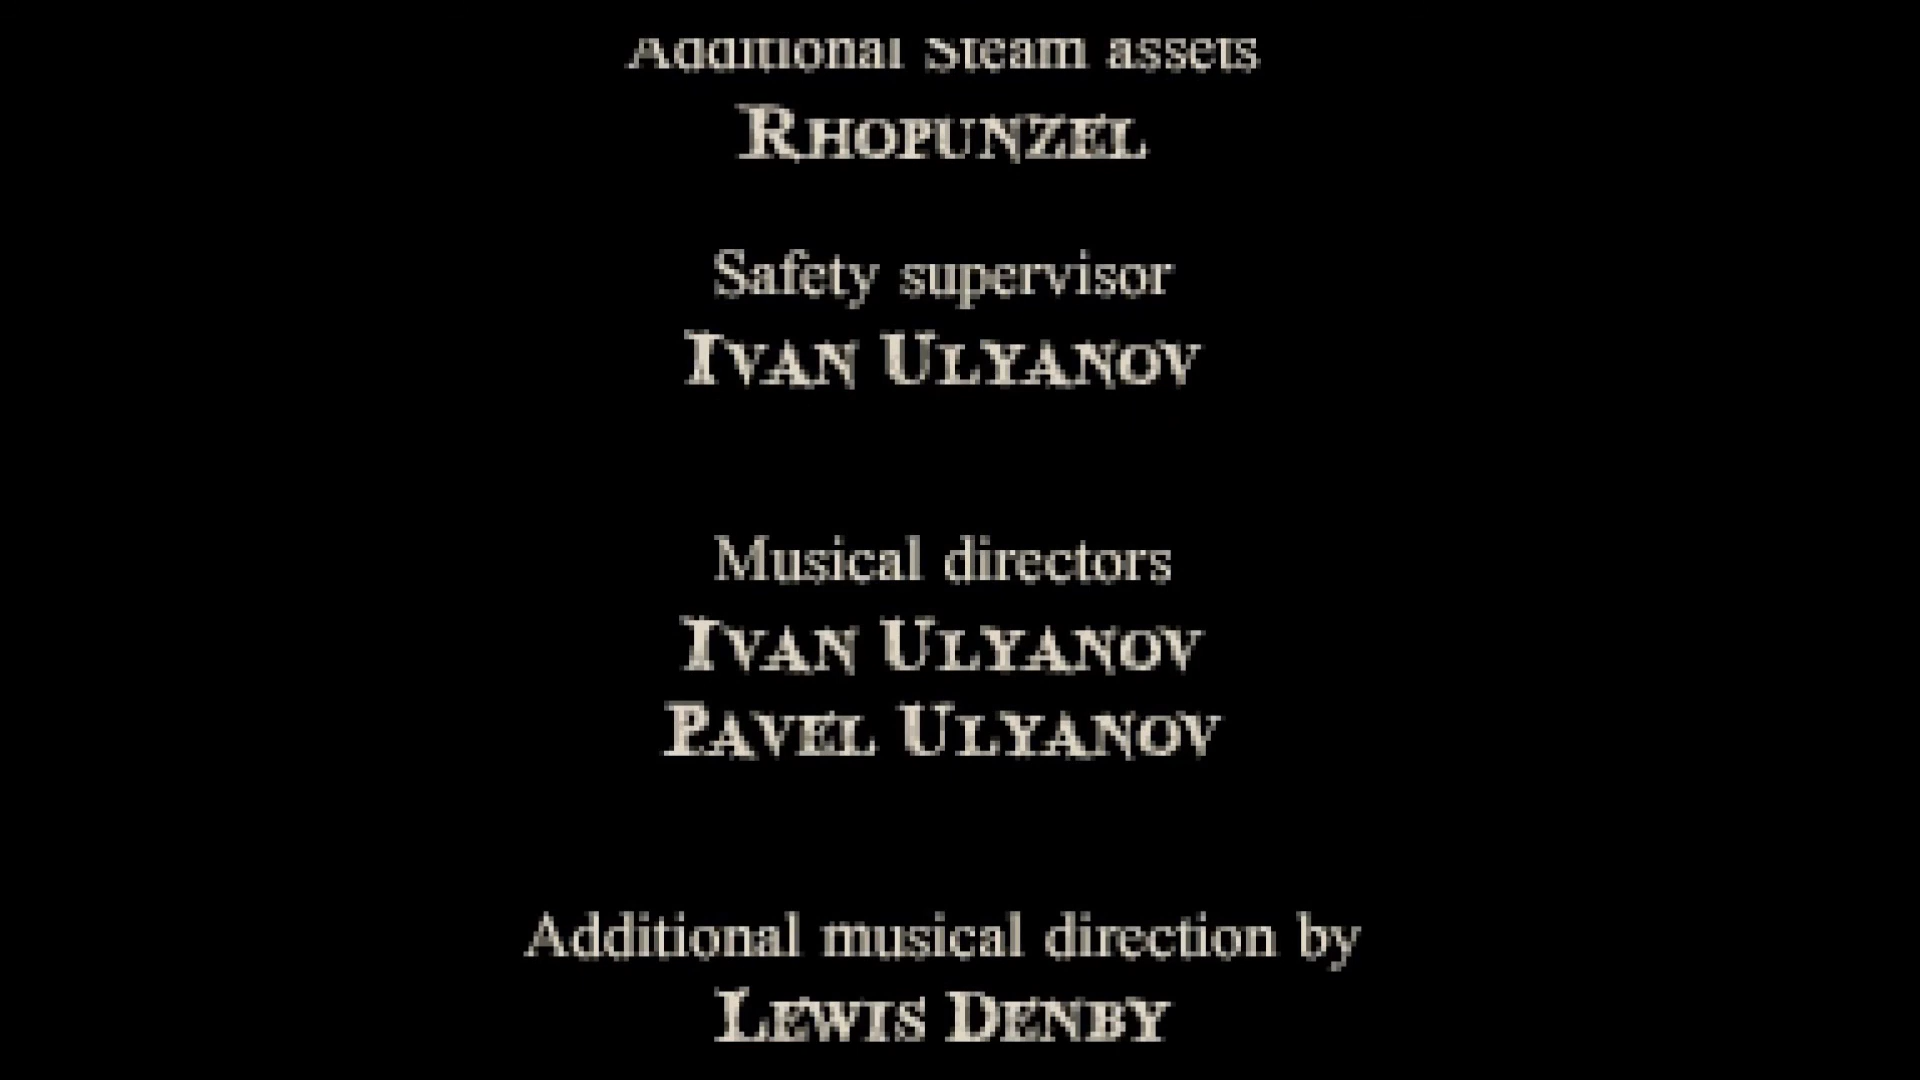 Additional Steam assets
RHOPUNZEL
Safety supervisor
IVAN ULYANOV
Musical directors
IVAN ULYANOV
PAVEL ULYANOV
Additional musical direction by
LEWIS DENBY